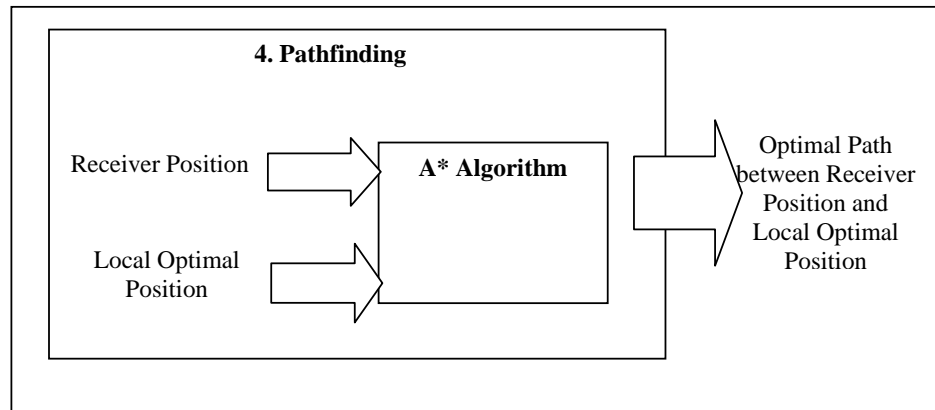 4. Pathfinding
Receiver Position
A* Algorithm
Local Optimal
Position
Optimal Path
between Receiver
Position and
Local Optimal
Position